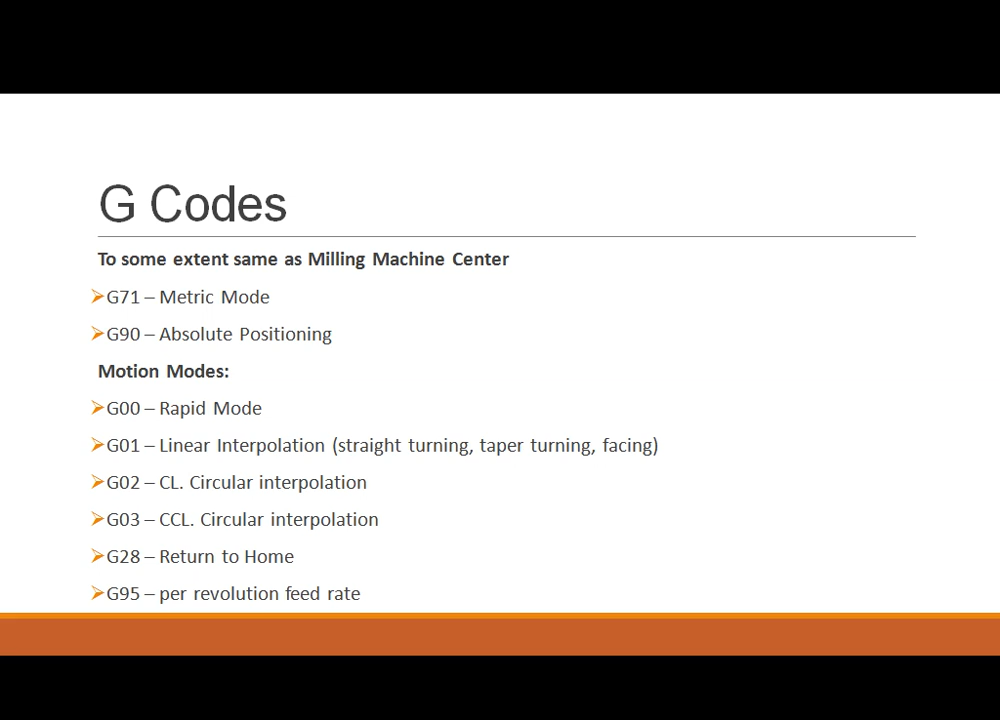 G Codes
To some extent same as Milling Machine Center
➢G71 – Metric Mode
➢G90 – Absolute Positioning
Motion Modes:
➢G00 – Rapid Mode
➢G01 – Linear Interpolation (straight turning, taper turning, facing)
➢G02 – CL. Circular interpolation
➢G03 – CCL. Circular interpolation
➢G28 – Return to Home
➢G95 – per revolution feed rate